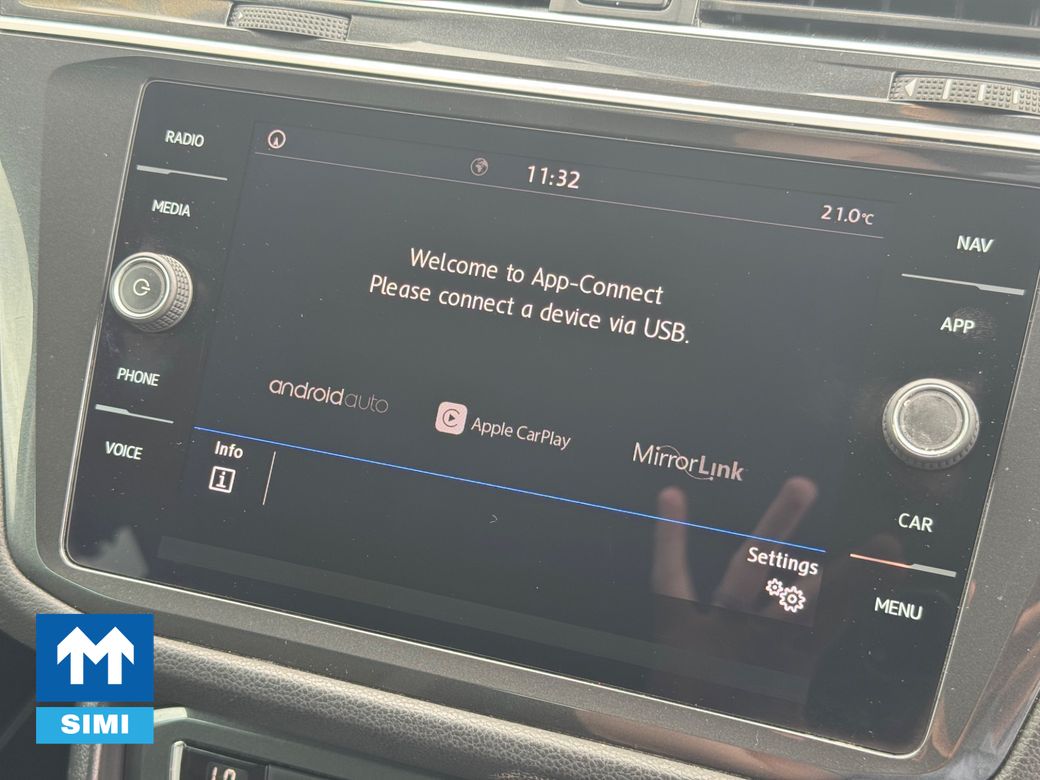 RADIO
MEDIA
PHONE
VOICE
11:32
21.0°C
Welcome to App-Connect
Please connect a device via USB.
androidauto
Apple CarPlay
MirrorLink
Info
Settings
NAV
APP
CAR
MENU
SIMI